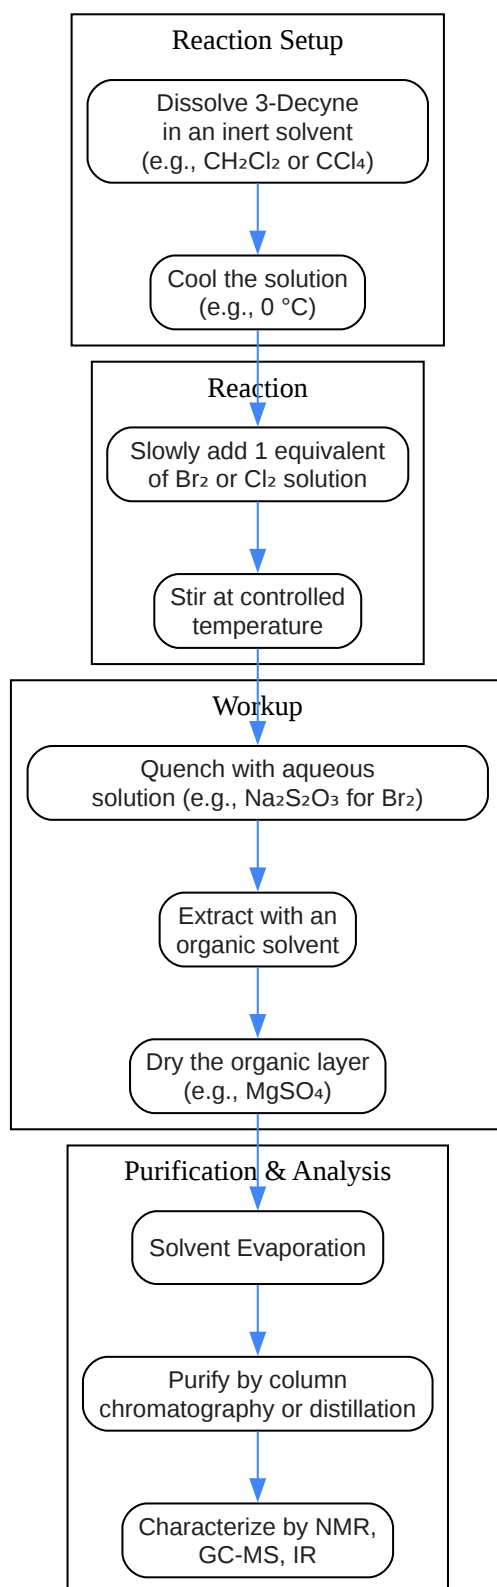 Reaction Setup
Dissolve 3-Decyne
in an inert solvent
(e.g., CH₂Cl₂ or CCl₄)
Cool the solution
(e.g., 0 °C)
Reaction
Slowly add 1 equivalent
of Br₂ or Cl₂ solution
Stir at controlled
temperature
Workup
Quench with aqueous
solution (e.g., Na₂S₂O₃ for Br₂)
Extract with an
organic solvent
Dry the organic layer
(e.g., MgSO₄)
Purification & Analysis
Solvent Evaporation
Purify by column
chromatography or distillation
Characterize by NMR,
GC-MS, IR